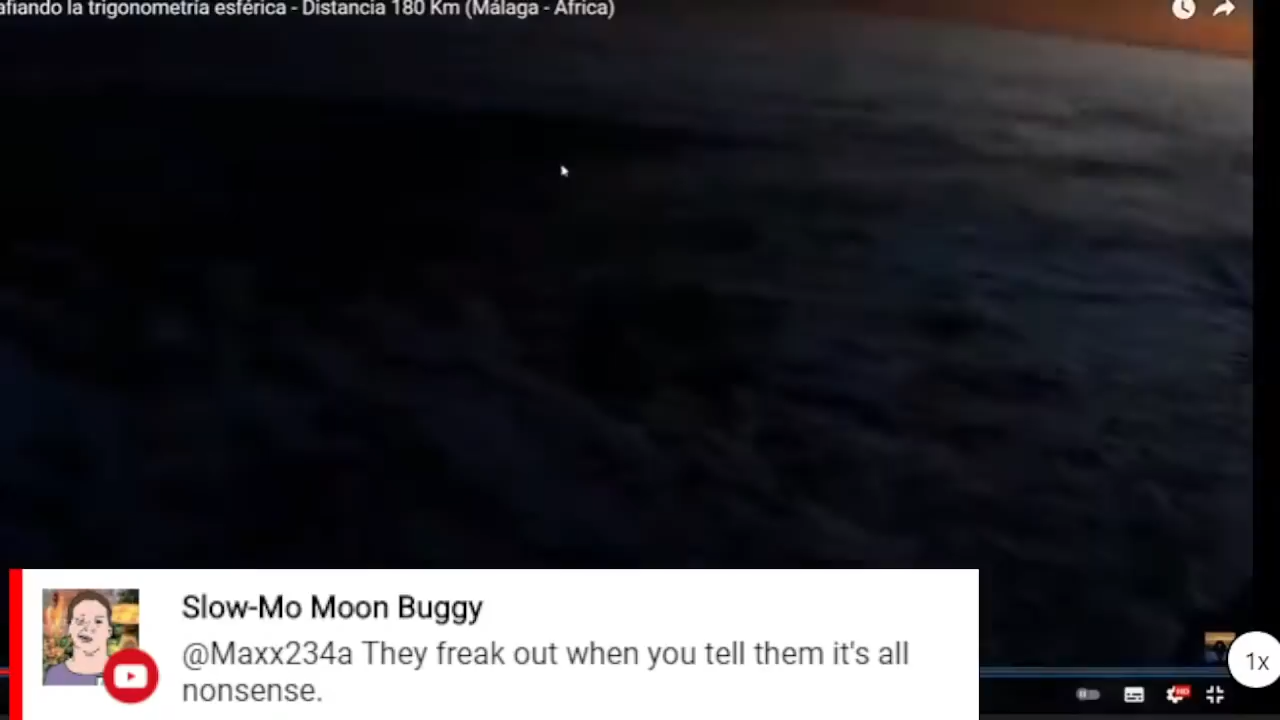 afiando la trigonometría esférica - Distancia 180 Km (Málaga - Africa)
Slow-Mo Moon Buggy
@Maxx234a They freak out when you tell them it's all
nonsense.
1x
HD